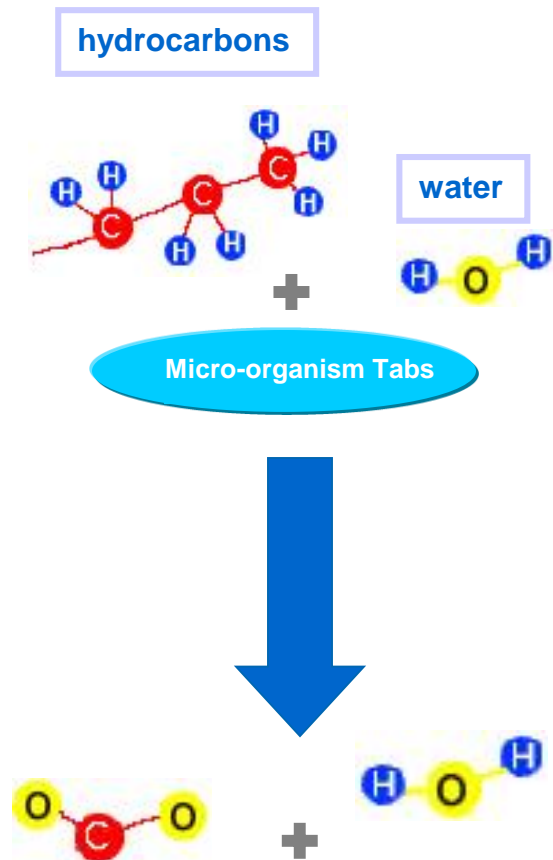 hydrocarbons
H H H
H C C C H
H H H
water
H O H
Micro-organism Tabs
O C O
H O H